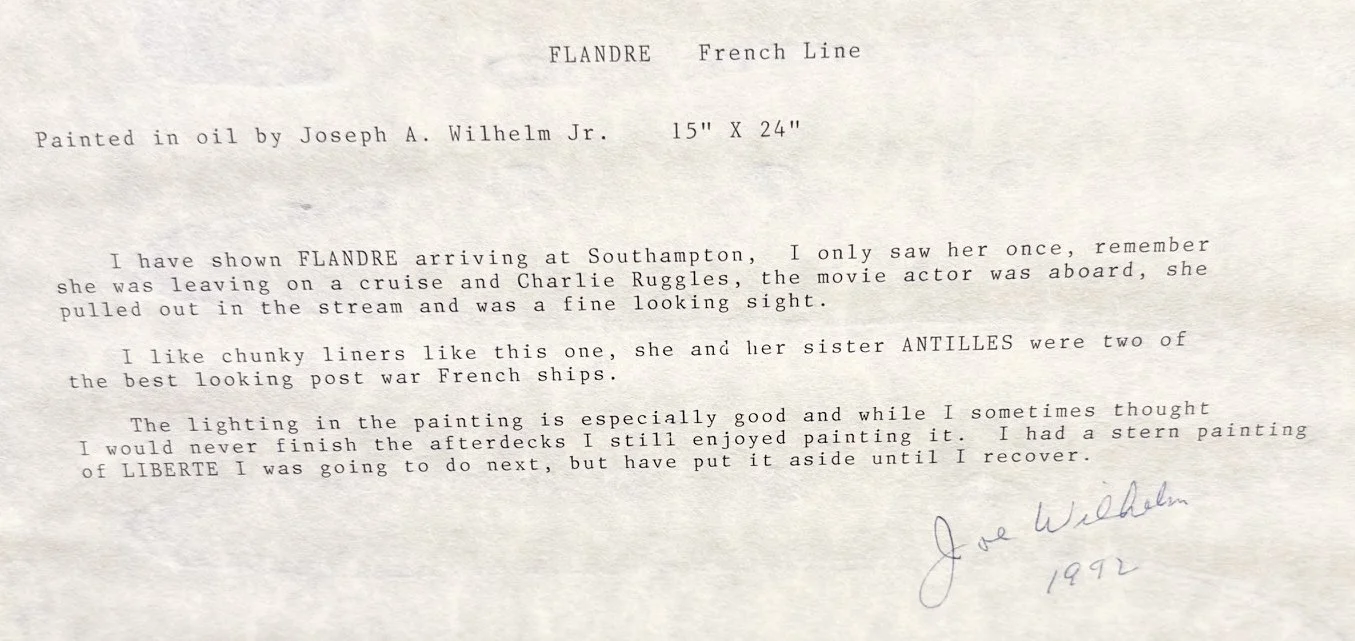 FLANDRE French Line
Painted in oil by Joseph A. Wilhelm Jr. 15" X 24"
I have shown FLANDRE arriving at Southampton, I only saw her once, remember
she was leaving on a cruise and Charlie Ruggles, the movie actor was aboard, she
pulled out in the stream and was a fine looking sight.
I like chunky liners like this one, she and her sister ANTILLES were two of
the best looking post war French ships.
The lighting in the painting is especially good and while I sometimes thought
I would never finish the afterdecks I still enjoyed painting it. I had a stern painting
of LIBERTE I was going to do next, but have put it aside until I recover.
Joe Wilhelm
1992